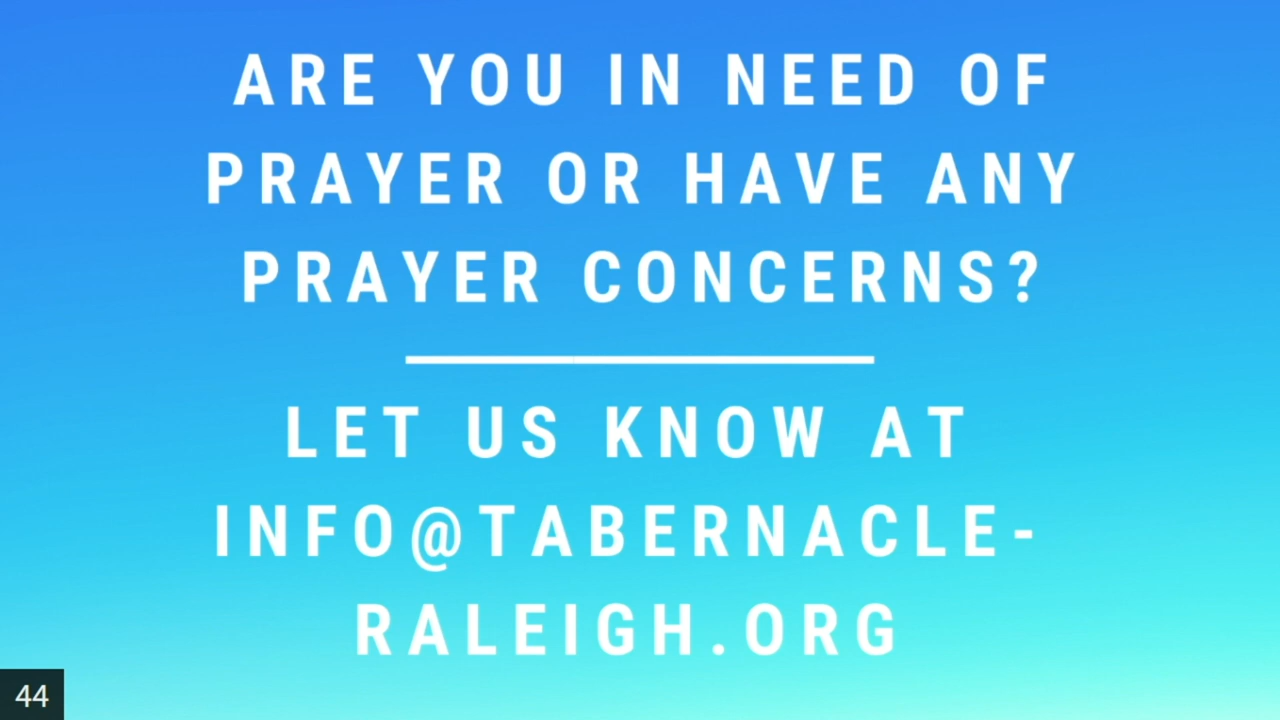 ARE YOU IN NEED OF
PRAYER OR HAVE ANY
PRAYER CONCERNS?
LET US KNOW AT
INFO@TABERNACLE-
RALEIGH.ORG
44